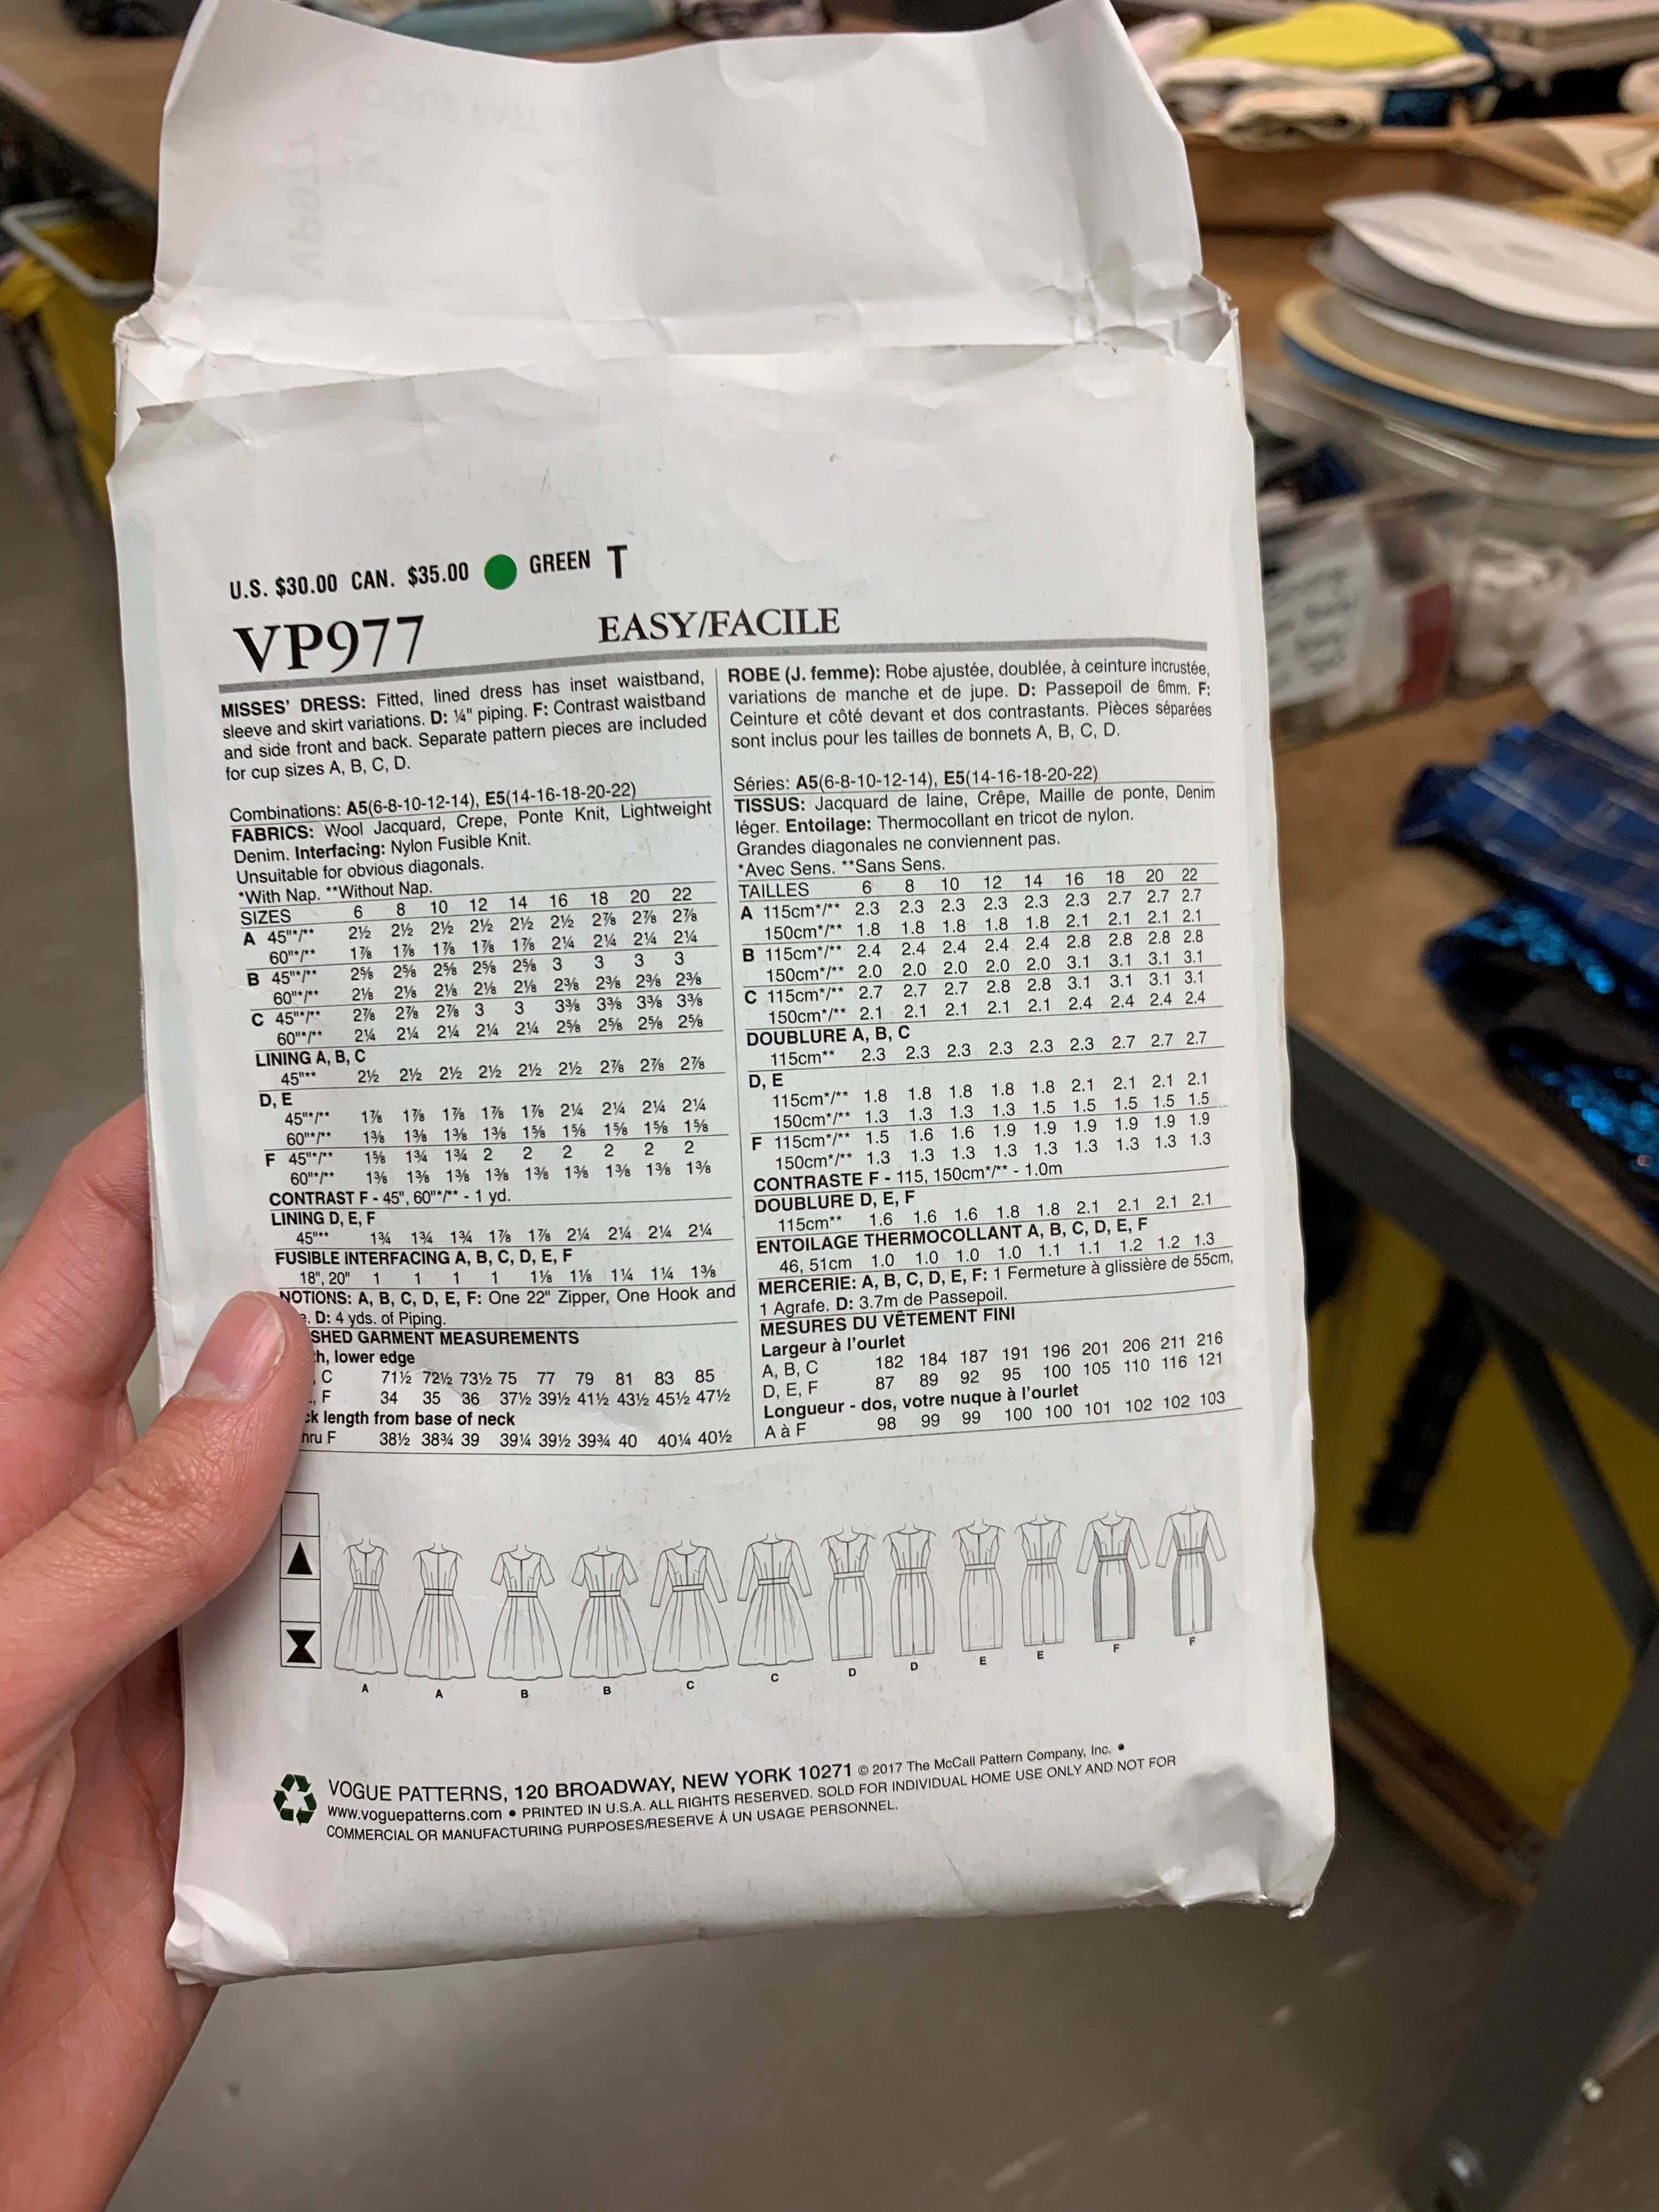 U.S. $30.00 CAN. $35.00 GREEN T
VP977
EASY/FACILE
MISSES' DRESS: Fitted, lined dress has inset waistband,
sleeve and skirt variations. D: ¼" piping. F: Contrast waistband
and side front and back. Separate pattern pieces are included
for cup sizes A, B, C, D.
Combinations: A5(6-8-10-12-14), E5(14-16-18-20-22)
FABRICS: Wool Jacquard, Crepe, Ponte Knit, Lightweight
Denim. Interfacing: Nylon Fusible Knit.
Unsuitable for obvious diagonals.
*With Nap. **Without Nap.
SIZES 6 8 10 12 14 16 18 20 22
A 45"*/** 2½ 2½ 2½ 2½ 2½ 2½ 2⅞ 2⅞ 2⅞
60"*/** 1⅞ 1⅞ 1⅞ 1⅞ 1⅞ 2¼ 2¼ 2¼ 2¼
B 45"*/** 2⅝ 2⅝ 2⅝ 2⅝ 2⅝ 3 3 3 3
60"*/** 2⅛ 2⅛ 2⅛ 2⅛ 2⅛ 2⅜ 2⅜ 2⅜ 2⅜
C 45"*/** 2⅞ 2⅞ 2⅞ 3 3 3⅜ 3⅜ 3⅜ 3⅜
60"*/** 2¼ 2¼ 2¼ 2¼ 2¼ 2⅝ 2⅝ 2⅝ 2⅝
LINING A, B, C
45"** 2½ 2½ 2½ 2½ 2½ 2½ 2⅞ 2⅞ 2⅞
D, E
45"*/** 1⅞ 1⅞ 1⅞ 1⅞ 1⅞ 2¼ 2¼ 2¼ 2¼
60"*/** 1⅜ 1⅜ 1⅜ 1⅜ 1⅝ 1⅝ 1⅝ 1⅝ 1⅝
F 45"*/** 1⅝ 1¾ 1¾ 2 2 2 2 2 2
60"*/** 1⅜ 1⅜ 1⅜ 1⅜ 1⅜ 1⅜ 1⅜ 1⅜ 1⅜
CONTRAST F - 45", 60"*/** - 1 yd.
LINING D, E, F
45"** 1¾ 1¾ 1¾ 1⅞ 1⅞ 2¼ 2¼ 2¼ 2¼
FUSIBLE INTERFACING A, B, C, D, E, F
18", 20" 1 1 1 1 1⅛ 1⅛ 1¼ 1¼ 1⅜
NOTIONS: A, B, C, D, E, F: One 22" Zipper, One Hook and
D: 4 yds. of Piping.
SHED GARMENT MEASUREMENTS
h, lower edge
, C 71½ 72½ 73½ 75 77 79 81 83 85
, F 34 35 36 37½ 39½ 41½ 43½ 45½ 47½
ck length from base of neck
hru F 38½ 38¾ 39 39¼ 39½ 39¾ 40 40¼ 40½
ROBE (J. femme): Robe ajustée, doublée, à ceinture incrustée,
variations de manche et de jupe. D: Passepoil de 6mm. F:
Ceinture et côté devant et dos contrastants. Pièces séparées
sont inclus pour les tailles de bonnets A, B, C, D.
Séries: A5(6-8-10-12-14), E5(14-16-18-20-22)
TISSUS: Jacquard de laine, Crêpe, Maille de ponte, Denim
léger. Entoilage: Thermocollant en tricot de nylon.
Grandes diagonales ne conviennent pas.
*Avec Sens. **Sans Sens.
TAILLES 6 8 10 12 14 16 18 20 22
A 115cm*/** 2.3 2.3 2.3 2.3 2.3 2.3 2.7 2.7 2.7
150cm*/** 1.8 1.8 1.8 1.8 1.8 2.1 2.1 2.1 2.1
B 115cm*/** 2.4 2.4 2.4 2.4 2.4 2.8 2.8 2.8 2.8
150cm*/** 2.0 2.0 2.0 2.0 2.0 3.1 3.1 3.1 3.1
C 115cm*/** 2.7 2.7 2.7 2.8 2.8 3.1 3.1 3.1 3.1
150cm*/** 2.1 2.1 2.1 2.1 2.1 2.4 2.4 2.4 2.4
DOUBLURE A, B, C
115cm** 2.3 2.3 2.3 2.3 2.3 2.3 2.7 2.7 2.7
D, E
115cm*/** 1.8 1.8 1.8 1.8 1.8 2.1 2.1 2.1 2.1
150cm*/** 1.3 1.3 1.3 1.3 1.5 1.5 1.5 1.5 1.5
F 115cm*/** 1.5 1.6 1.6 1.9 1.9 1.9 1.9 1.9 1.9
150cm*/** 1.3 1.3 1.3 1.3 1.3 1.3 1.3 1.3 1.3
CONTRASTE F - 115, 150cm*/** - 1.0m
DOUBLURE D, E, F
115cm** 1.6 1.6 1.6 1.8 1.8 2.1 2.1 2.1 2.1
ENTOILAGE THERMOCOLLANT A, B, C, D, E, F
46, 51cm 1.0 1.0 1.0 1.0 1.1 1.1 1.2 1.2 1.3
MERCERIE: A, B, C, D, E, F: 1 Fermeture à glissière de 55cm,
1 Agrafe. D: 3.7m de Passepoil.
MESURES DU VÊTEMENT FINI
Largeur à l'ourlet
A, B, C 182 184 187 191 196 201 206 211 216
D, E, F 87 89 92 95 100 105 110 116 121
Longueur - dos, votre nuque à l'ourlet
A à F 98 99 99 100 100 101 102 102 103
A A B B C C D D E E F F
VOGUE PATTERNS, 120 BROADWAY, NEW YORK 10271 © 2017 The McCall Pattern Company, Inc. •
www.voguepatterns.com • PRINTED IN U.S.A. ALL RIGHTS RESERVED. SOLD FOR INDIVIDUAL HOME USE ONLY AND NOT FOR
COMMERCIAL OR MANUFACTURING PURPOSES/RESERVE Á UN USAGE PERSONNEL.